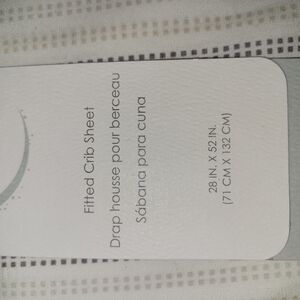 Fitted Crib Sheet
Drap housse pour berceau
Sábana para cuna
28 IN. X 52 IN.
(71 CM X 132 CM)